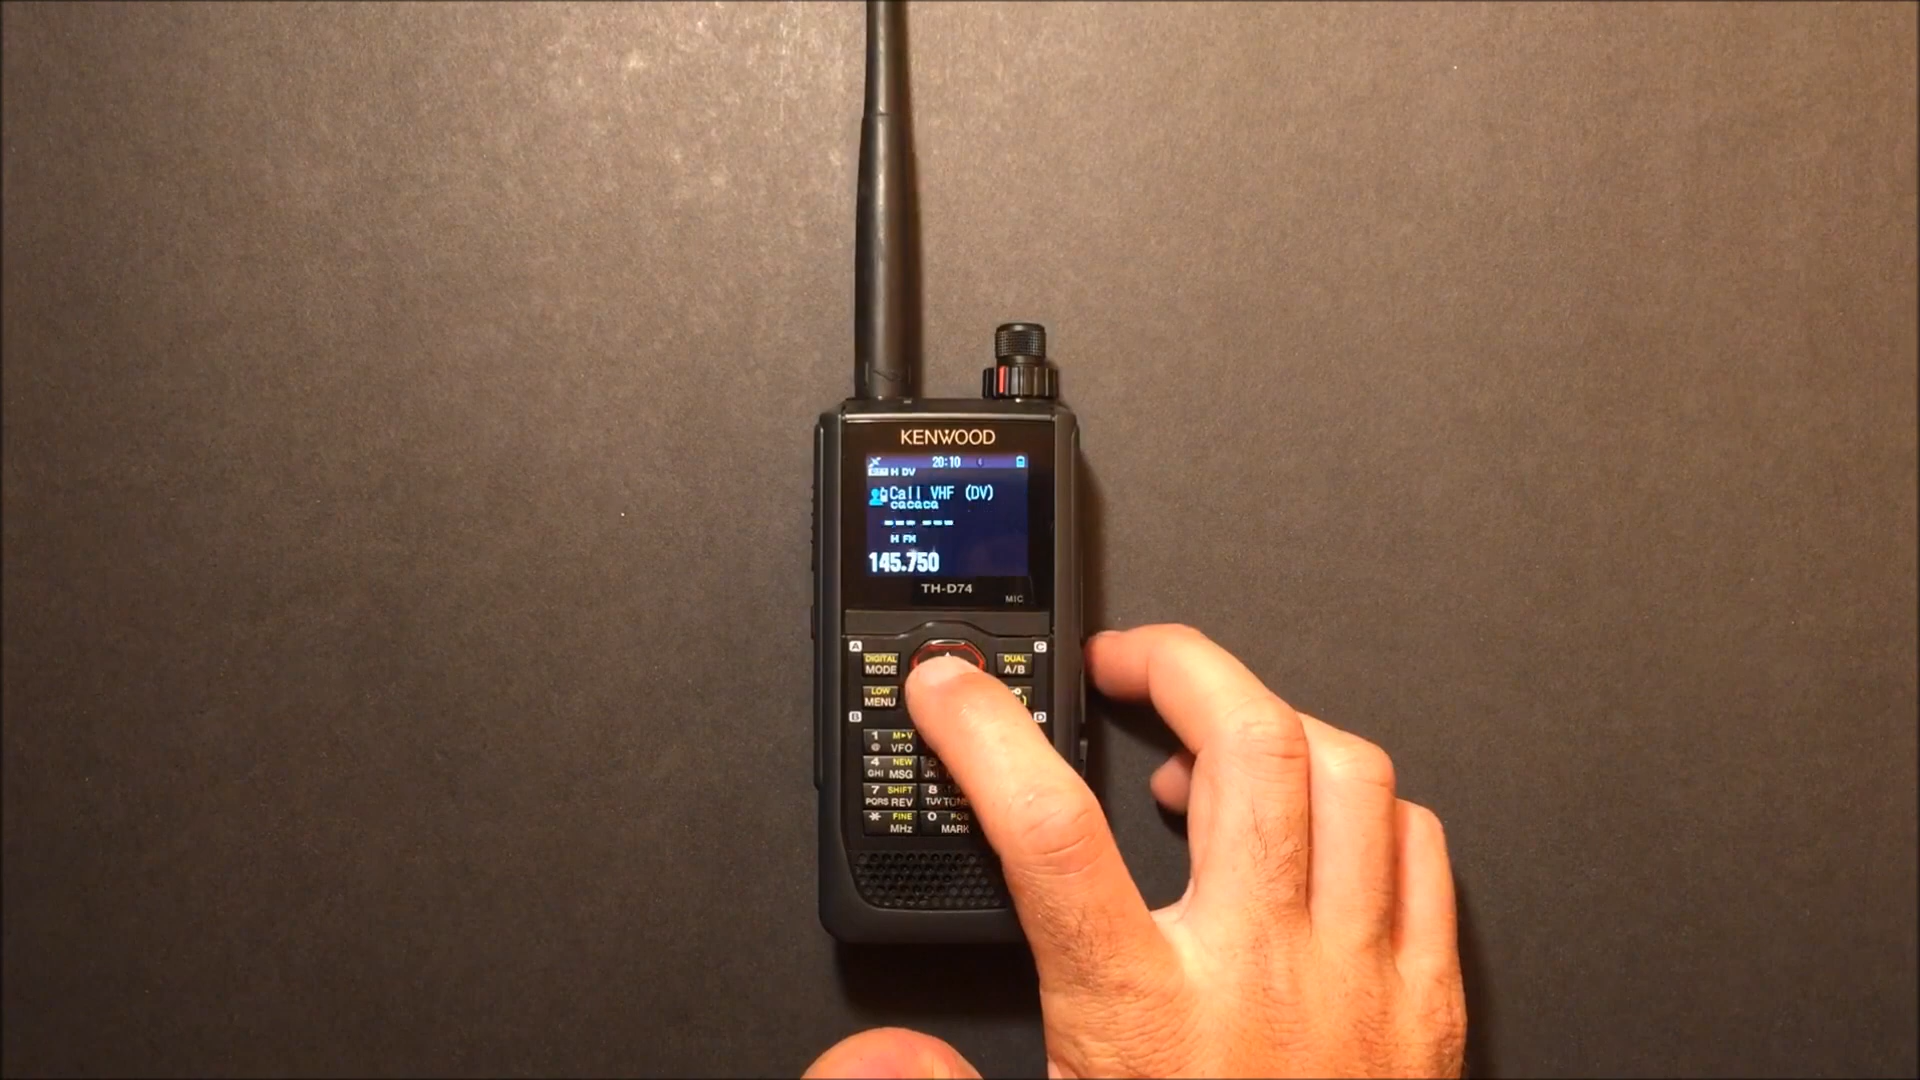 KENWOOD
20:10
H DV
Call VHF (DV)
CQCQCQ
--- ---
H FM
145.750
TH-D74
MIC
A
C
DIGITAL
MODE
DUAL
A/B
LOW
MENU
B
D
1 M▸V
@ VFO
4 NEW
GHI MSG
7 SHIFT
PQRS REV
8
TUV TONE
* FINE
MHz
0
MARK